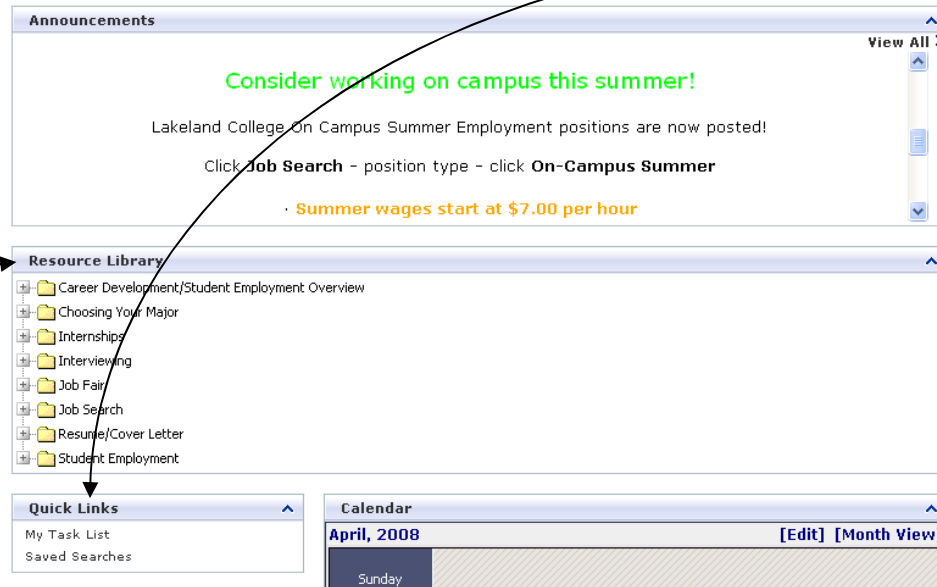 Announcements
View All
Consider working on campus this summer!
Lakeland College On Campus Summer Employment positions are now posted!
Click Job Search - position type - click On-Campus Summer
· Summer wages start at $7.00 per hour
Resource Library
Career Development/Student Employment Overview
Choosing Your Major
Internships
Interviewing
Job Fair
Job Search
Resume/Cover Letter
Student Employment
Quick Links
My Task List
Saved Searches
Calendar
April, 2008 [Edit] [Month View
Sunday